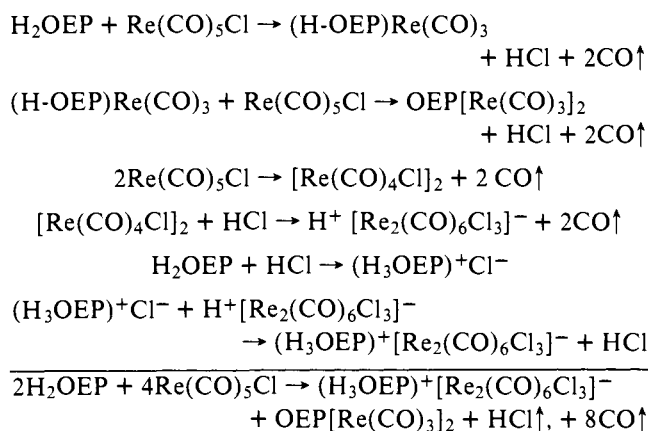 H₂OEP + Re(CO)₅Cl → (H-OEP)Re(CO)₃
+ HCl + 2CO↑
(H-OEP)Re(CO)₃ + Re(CO)₅Cl → OEP[Re(CO)₃]₂
+ HCl + 2CO↑
2Re(CO)₅Cl → [Re(CO)₄Cl]₂ + 2 CO↑
[Re(CO)₄Cl]₂ + HCl → H⁺ [Re₂(CO)₆Cl₃]⁻ + 2CO↑
H₂OEP + HCl → (H₃OEP)⁺Cl⁻
(H₃OEP)⁺Cl⁻ + H⁺[Re₂(CO)₆Cl₃]⁻
→ (H₃OEP)⁺[Re₂(CO)₆Cl₃]⁻ + HCl
2H₂OEP + 4Re(CO)₅Cl → (H₃OEP)⁺[Re₂(CO)₆Cl₃]⁻
+ OEP[Re(CO)₃]₂ + HCl↑, + 8CO↑